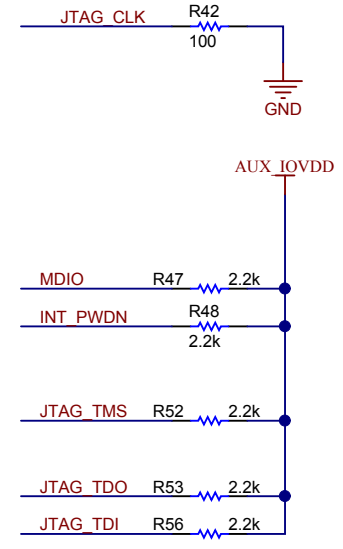 JTAG_CLK R42
100
GND
AUX_IOVDD
MDIO R47 2.2k
INT_PWDN R48
2.2k
JTAG_TMS R52 2.2k
JTAG_TDO R53 2.2k
JTAG_TDI R56 2.2k